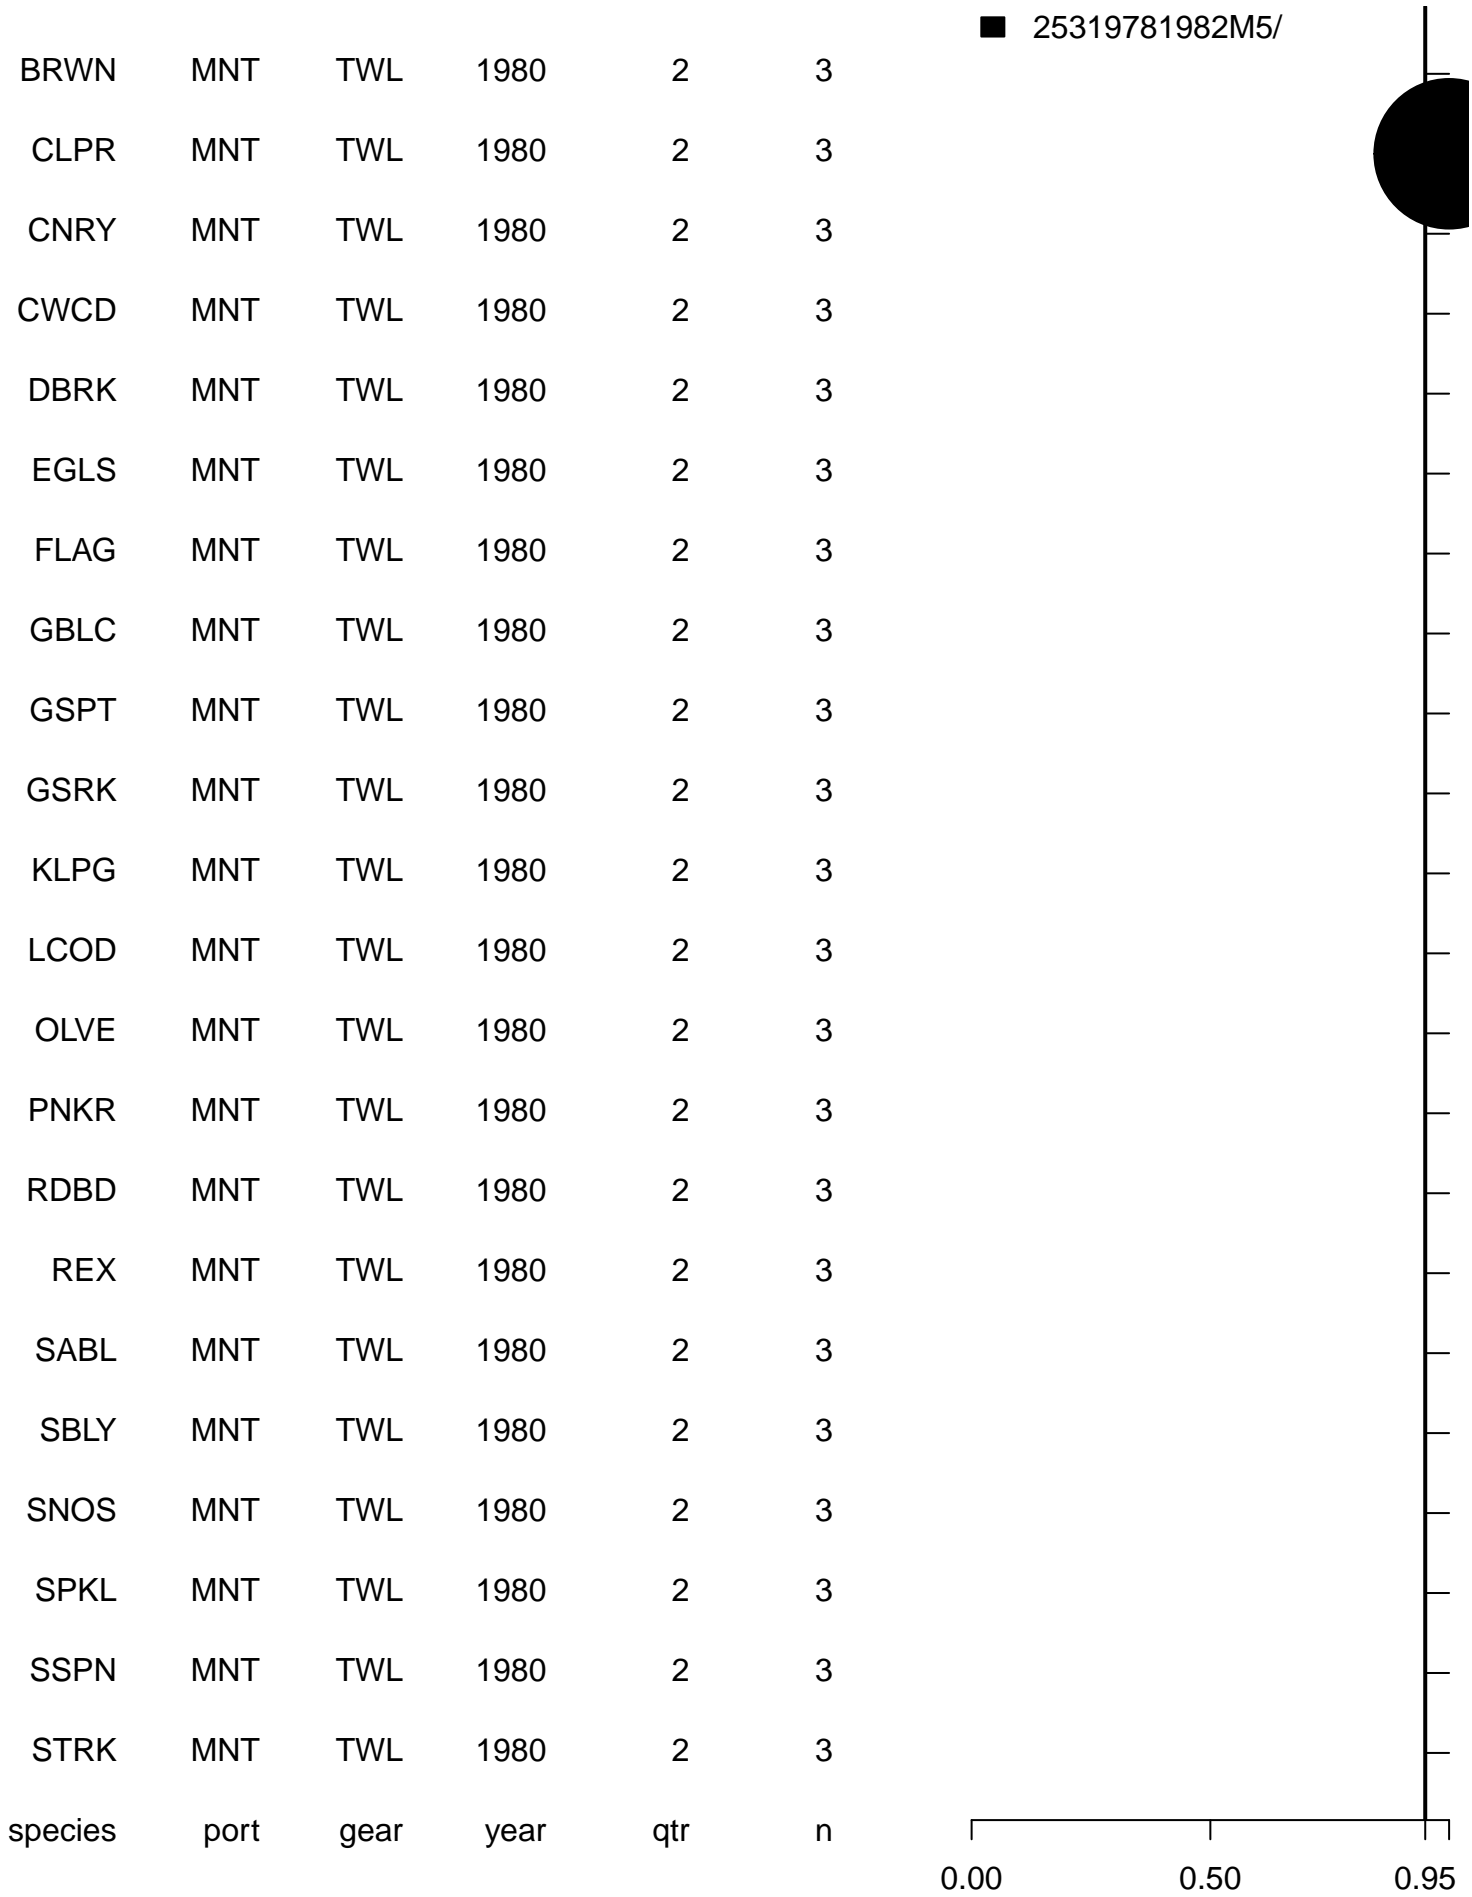 25319781982M5/
BRWN MNT TWL 1980 2 3
CLPR MNT TWL 1980 2 3
CNRY MNT TWL 1980 2 3
CWCD MNT TWL 1980 2 3
DBRK MNT TWL 1980 2 3
EGLS MNT TWL 1980 2 3
FLAG MNT TWL 1980 2 3
GBLC MNT TWL 1980 2 3
GSPT MNT TWL 1980 2 3
GSRK MNT TWL 1980 2 3
KLPG MNT TWL 1980 2 3
LCOD MNT TWL 1980 2 3
OLVE MNT TWL 1980 2 3
PNKR MNT TWL 1980 2 3
RDBD MNT TWL 1980 2 3
REX MNT TWL 1980 2 3
SABL MNT TWL 1980 2 3
SBLY MNT TWL 1980 2 3
SNOS MNT TWL 1980 2 3
SPKL MNT TWL 1980 2 3
SSPN MNT TWL 1980 2 3
STRK MNT TWL 1980 2 3
species port gear year qtr n
0.00 0.50 0.95